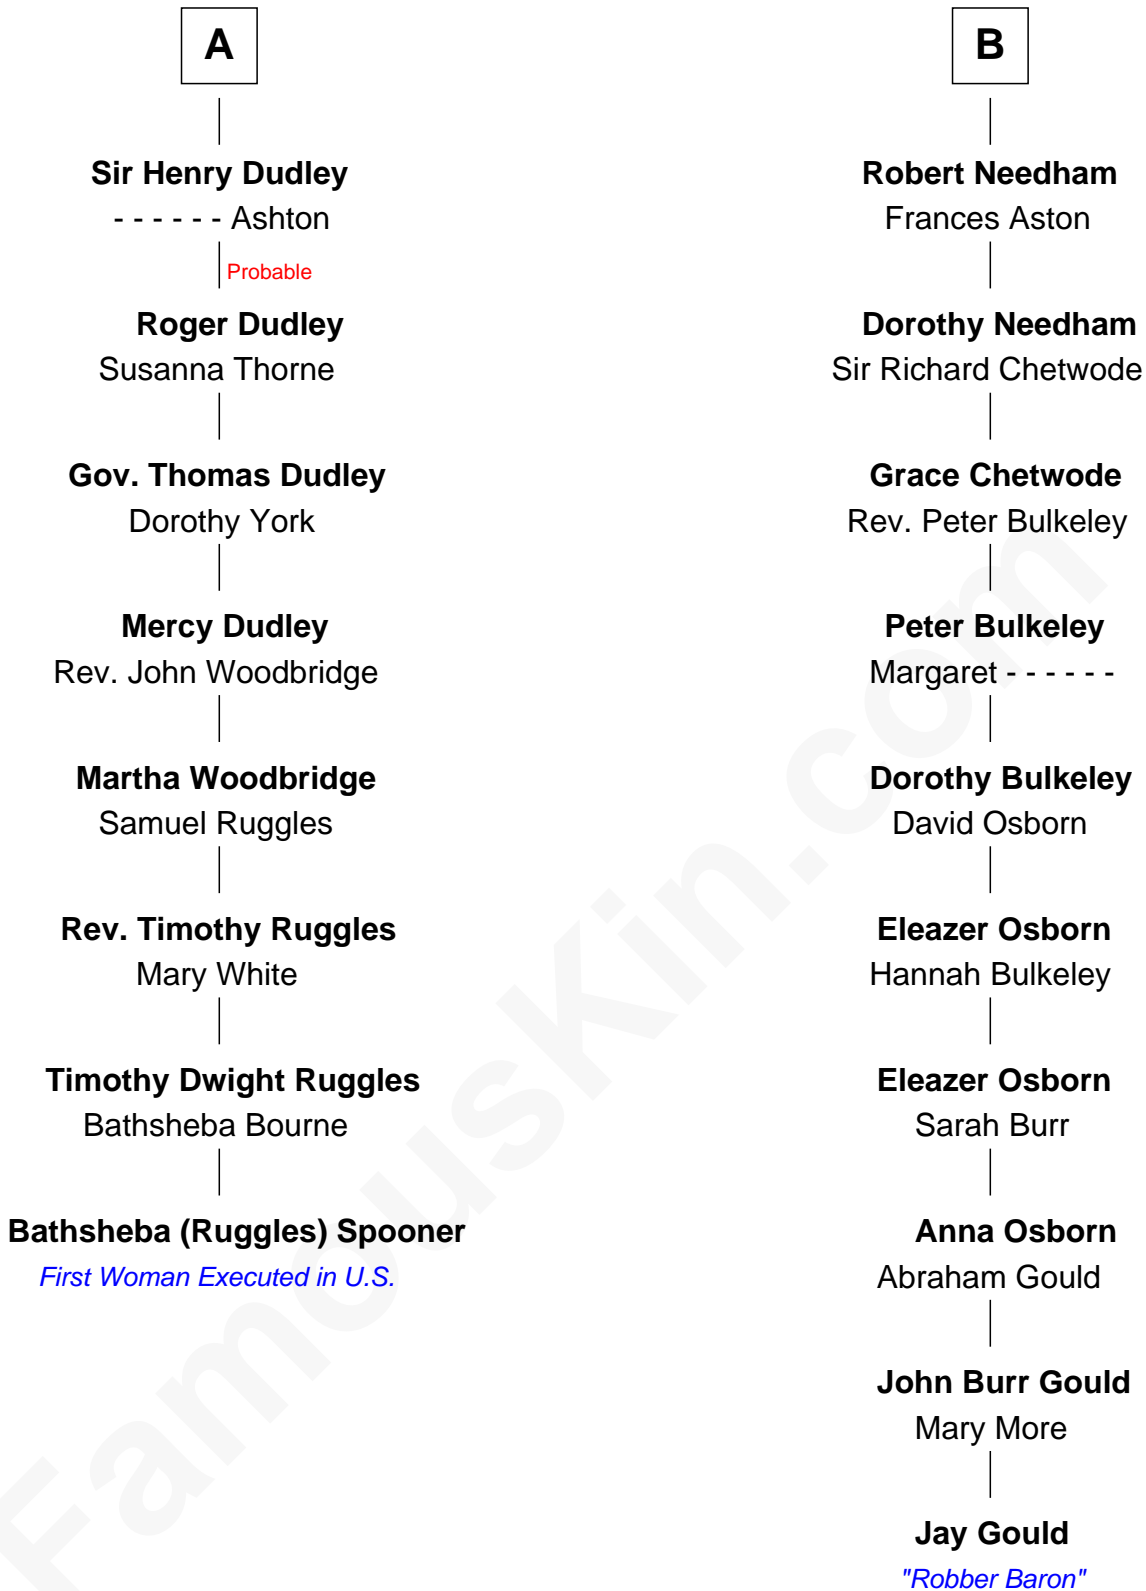 A
Sir Henry Dudley
- - - - - - Ashton
Probable
Roger Dudley
Susanna Thorne
Gov. Thomas Dudley
Dorothy York
Mercy Dudley
Rev. John Woodbridge
Martha Woodbridge
Samuel Ruggles
Rev. Timothy Ruggles
Mary White
Timothy Dwight Ruggles
Bathsheba Bourne
Bathsheba (Ruggles) Spooner
First Woman Executed in U.S.
B
Robert Needham
Frances Aston
Dorothy Needham
Sir Richard Chetwode
Grace Chetwode
Rev. Peter Bulkeley
Peter Bulkeley
Margaret - - - - - -
Dorothy Bulkeley
David Osborn
Eleazer Osborn
Hannah Bulkeley
Eleazer Osborn
Sarah Burr
Anna Osborn
Abraham Gould
John Burr Gould
Mary More
Jay Gould
"Robber Baron"
FamousKin.com